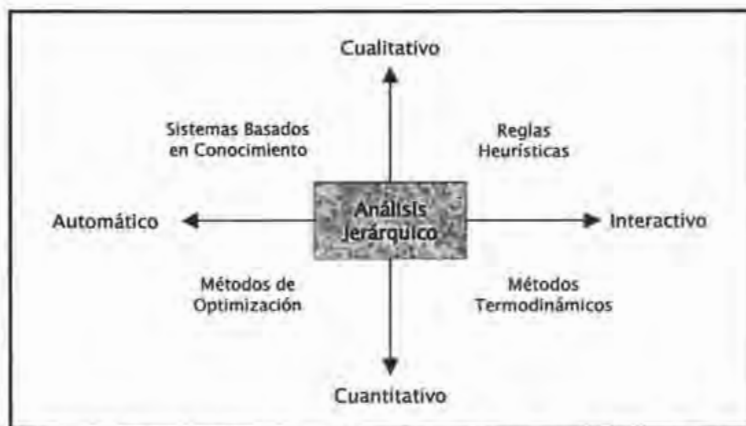 Cualitativo
Sistemas Basados
en Conocimiento
Reglas
Heurísticas
Automático
Análisis
Jerárquico
Interactivo
Métodos de
Optimización
Métodos
Termodinámicos
Cuantitativo